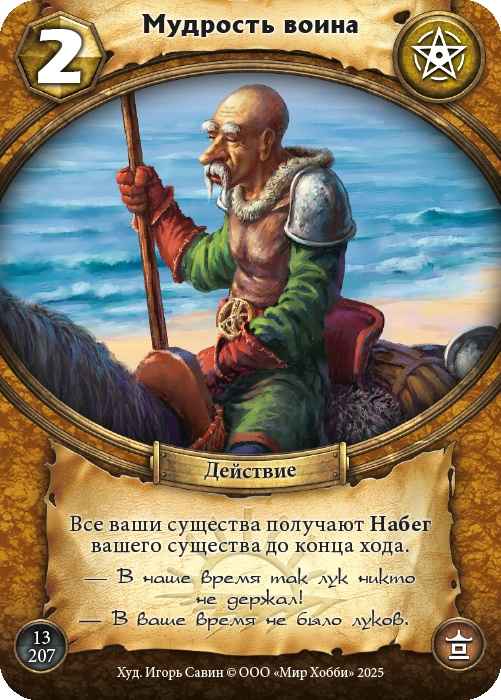 Мудрость воина
2
Действие
Все ваши существа получают Набег
вашего существа до конца хода.
— В наше время так лук никто
не держал!
— В ваше время не было луков.
13
207
Худ. Игорь Савин © ООО «Мир Хобби» 2025